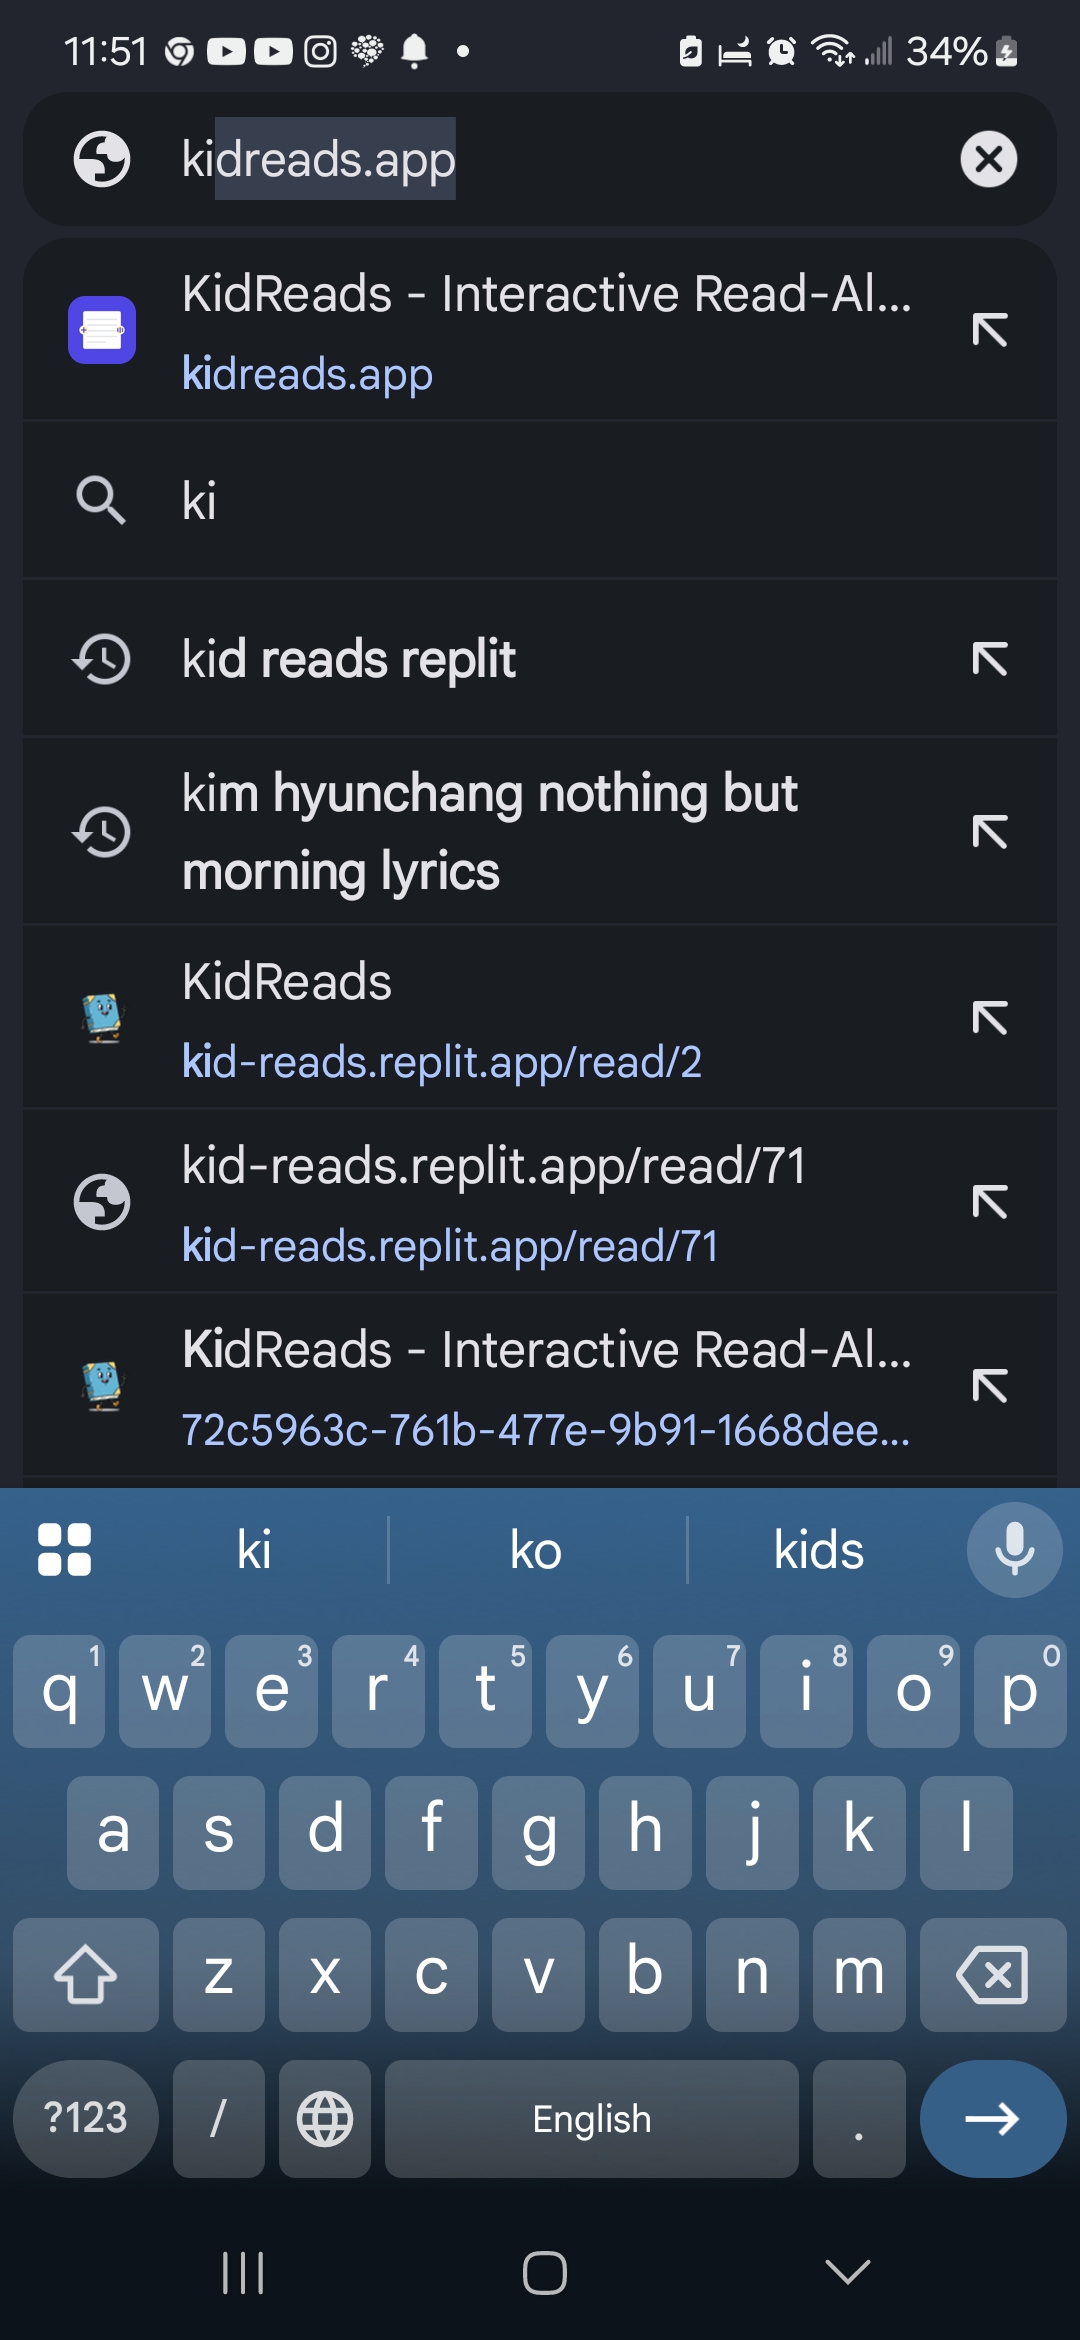 11:51 34%
kidreads.app
KidReads - Interactive Read-Al...
kidreads.app
ki
kid reads replit
kim hyunchang nothing but
morning lyrics
KidReads
kid-reads.replit.app/read/2
kid-reads.replit.app/read/71
kid-reads.replit.app/read/71
KidReads - Interactive Read-Al...
72c5963c-761b-477e-9b91-1668dee...
ki ko kids
1 2 3 4 5 6 7 8 9 0
q w e r t y u i o p
a s d f g h j k l
z x c v b n m
?123 / English .